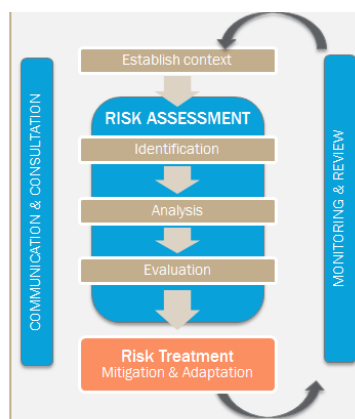 Establish context
RISK ASSESSMENT
Identification
Analysis
Evaluation
Risk Treatment
Mitigation & Adaptation
COMMUNICATION & CONSULTATION
MONITORING & REVIEW